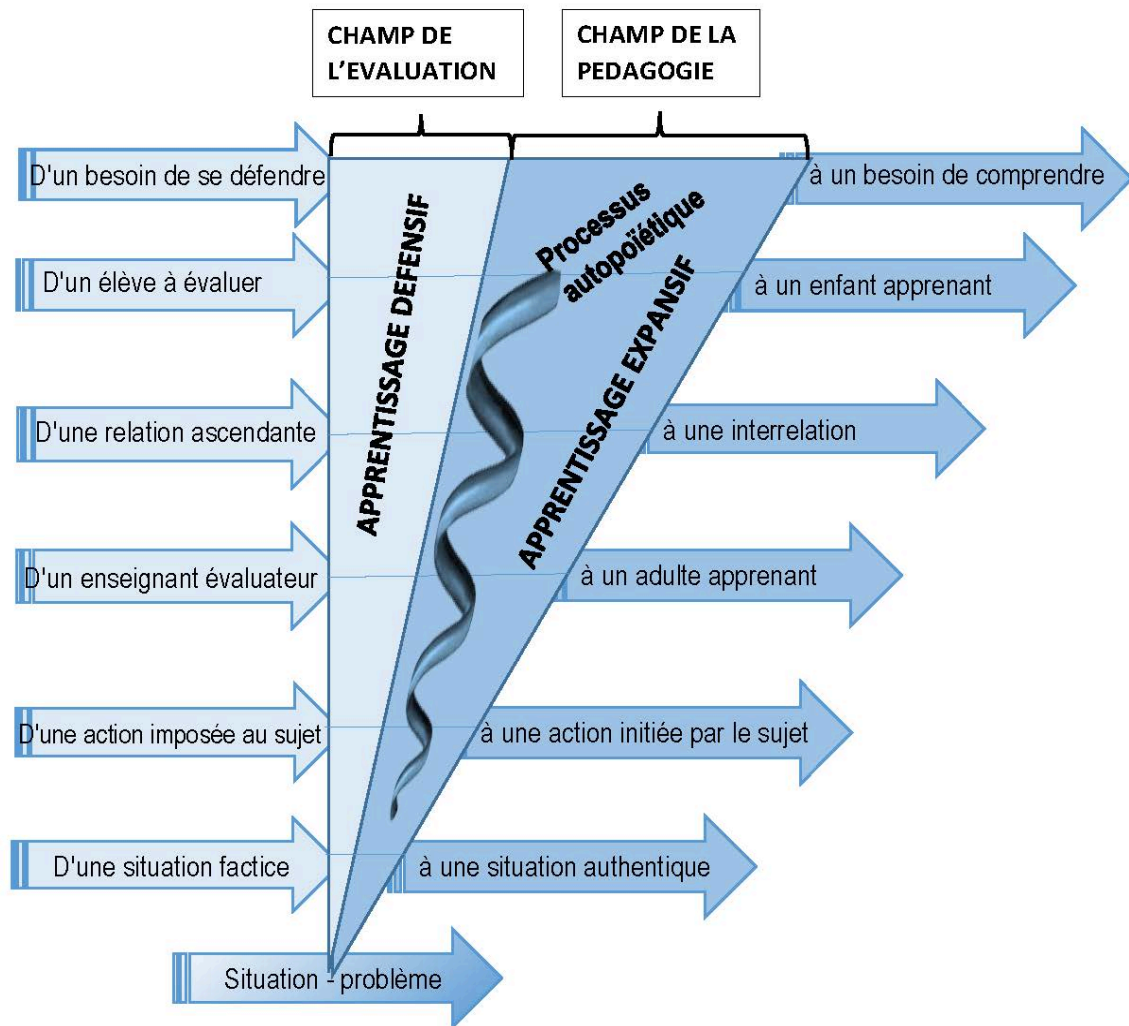 CHAMP DE
L'EVALUATION
CHAMP DE LA
PEDAGOGIE
D'un besoin de se défendre
à un besoin de comprendre
D'un élève à évaluer
à un enfant apprenant
D'une relation ascendante
à une interrelation
D'un enseignant évaluateur
à un adulte apprenant
D'une action imposée au sujet
à une action initiée par le sujet
D'une situation factice
à une situation authentique
Situation - problème
APPRENTISSAGE DEFENSIF
Processus
autopoïétique
APPRENTISSAGE EXPANSIF